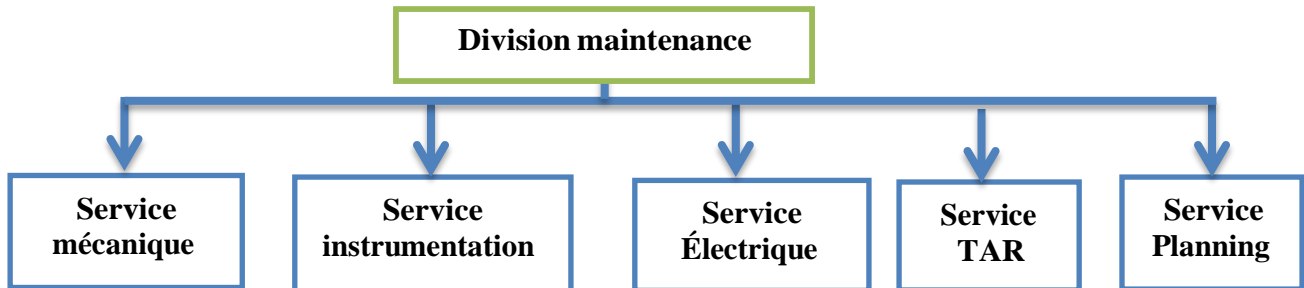 Division maintenance
Service
mécanique
Service
instrumentation
Service
Électrique
Service
TAR
Service
Planning